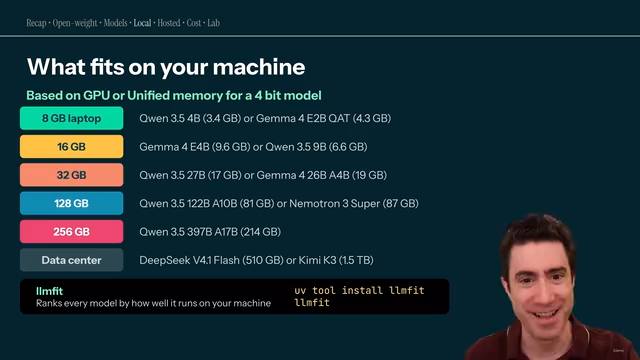 Recap • Open-weight • Models • Local • Hosted • Cost • Lab
What fits on your machine
Based on GPU or Unified memory for a 4 bit model
8 GB laptop Qwen 3.5 4B (3.4 GB) or Gemma 4 E2B QAT (4.3 GB)
16 GB Gemma 4 E4B (9.6 GB) or Qwen 3.5 9B (6.6 GB)
32 GB Qwen 3.5 27B (17 GB) or Gemma 4 26B A4B (19 GB)
128 GB Qwen 3.5 122B A10B (81 GB) or Nemotron 3 Super (87 GB)
256 GB Qwen 3.5 397B A17B (214 GB)
Data center DeepSeek V4.1 Flash (510 GB) or Kimi K3 (1.5 TB)
llmfit uv tool install llmfit
Ranks every model by how well it runs on your machine llmfit